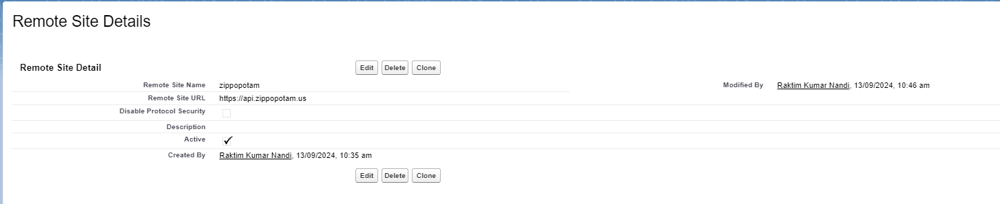 Remote Site Details
Remote Site Detail Edit Delete Clone
Remote Site Name zippopotam Modified By Raktim Kumar Nandi, 13/09/2024, 10:46 am
Remote Site URL https://api.zippopotam.us
Disable Protocol Security
Description
Active
Created By Raktim Kumar Nandi, 13/09/2024, 10:35 am
Edit Delete Clone